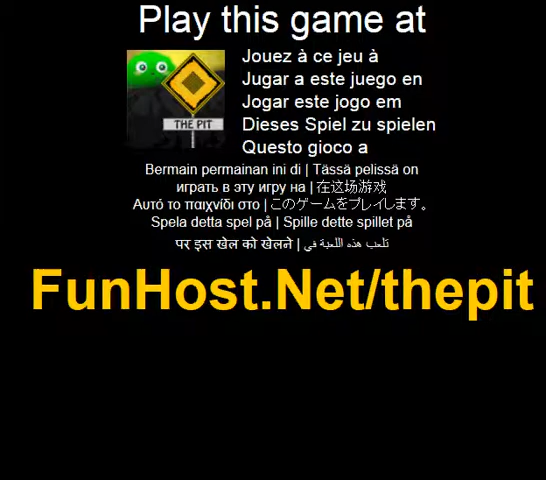 Play this game at
Jouez à ce jeu à
Jugar a este juego en
Jogar este jogo em
Dieses Spiel zu spielen
Questo gioco a
THE PIT
Bermain permainan ini di | Tässä pelissä on
играть в эту игру на | 在这场游戏
Αυτό το παιχνίδι στο | このゲームをプレイします。
Spela detta spel på | Spille dette spillet på
पर इस खेल को खेलने | تلعب هذه اللعبة في
FunHost.Net/thepit